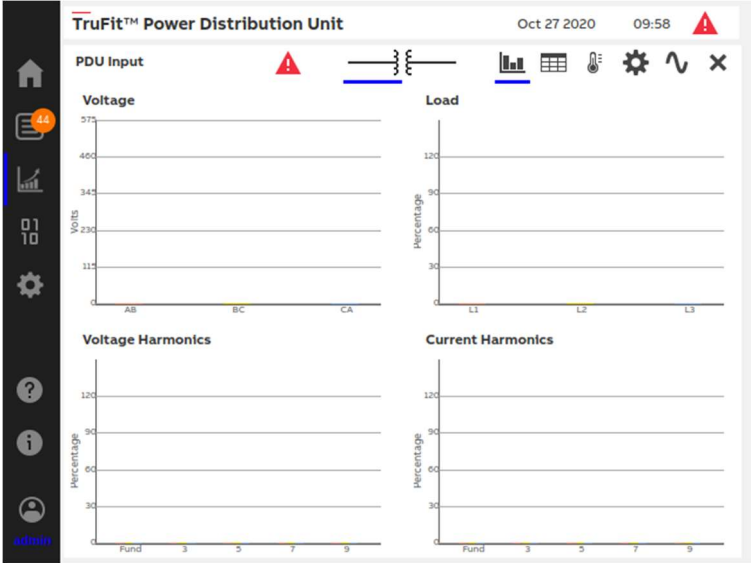 TruFit™ Power Distribution Unit
Oct 27 2020
09:58
PDU Input
44
01
10
admin
Voltage
Volts
575
460
345
230
115
0
AB
BC
CA
Load
Percentage
120
90
60
30
0
L1
L2
L3
Voltage Harmonics
Percentage
120
90
60
30
0
Fund
3
5
7
9
Current Harmonics
Percentage
120
90
60
30
0
Fund
3
5
7
9